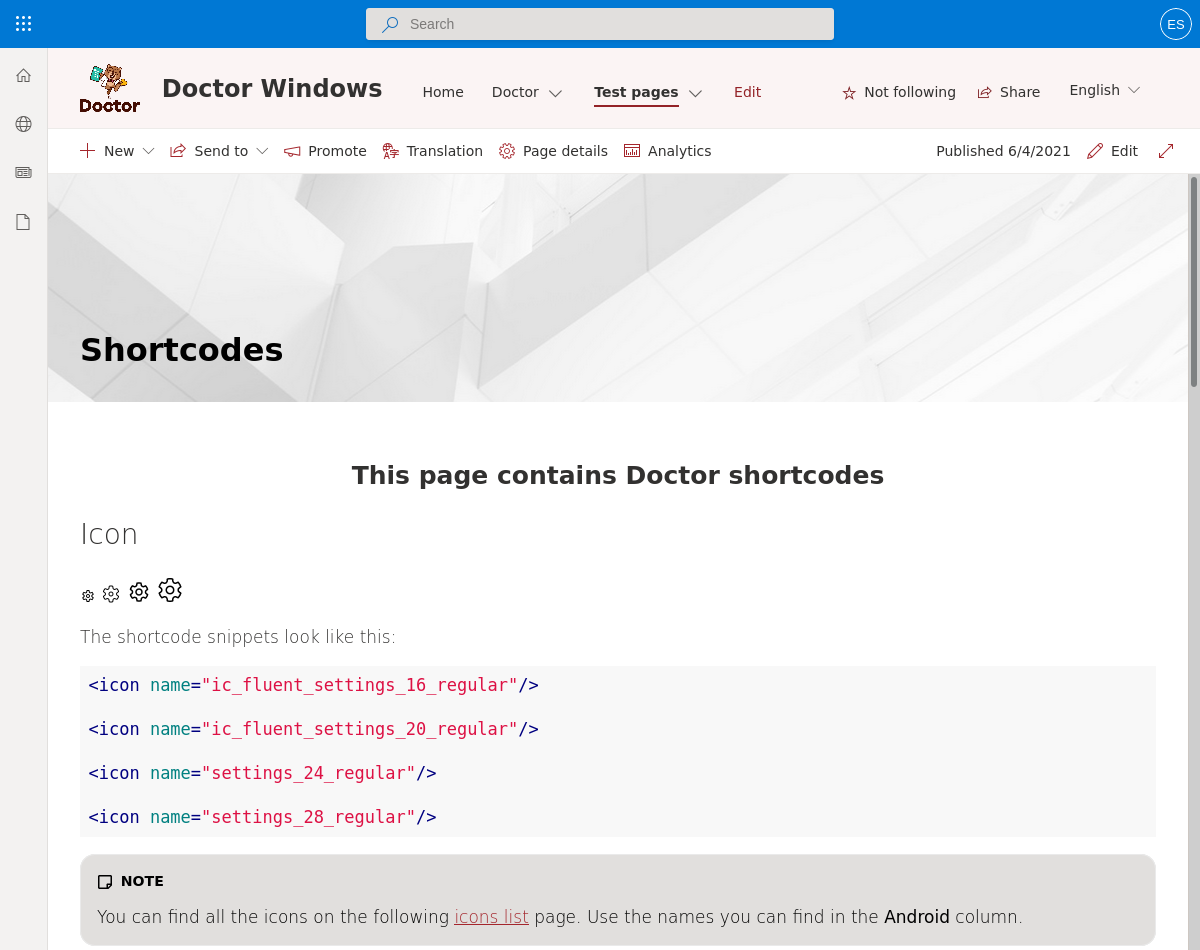 Search
ES
Doctor
Doctor Windows
Home Doctor Test pages Edit
Not following Share English
New Send to Promote Translation Page details Analytics
Published 6/4/2021 Edit
Shortcodes
This page contains Doctor shortcodes
Icon
The shortcode snippets look like this:
<icon name="ic_fluent_settings_16_regular"/>
<icon name="ic_fluent_settings_20_regular"/>
<icon name="settings_24_regular"/>
<icon name="settings_28_regular"/>
NOTE
You can find all the icons on the following icons list page. Use the names you can find in the Android column.